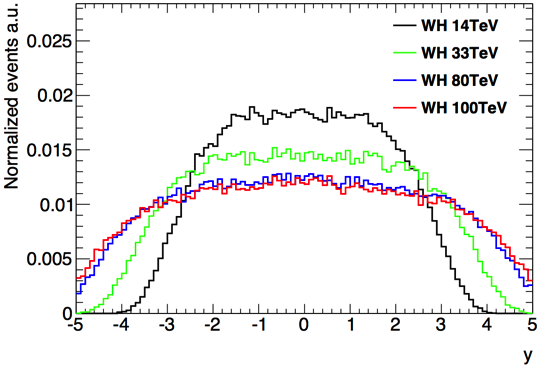 Normalized events a.u.
0.025
0.02
0.015
0.01
0.005
0
-5 -4 -3 -2 -1 0 1 2 3 4 5
y
WH 14TeV
WH 33TeV
WH 80TeV
WH 100TeV